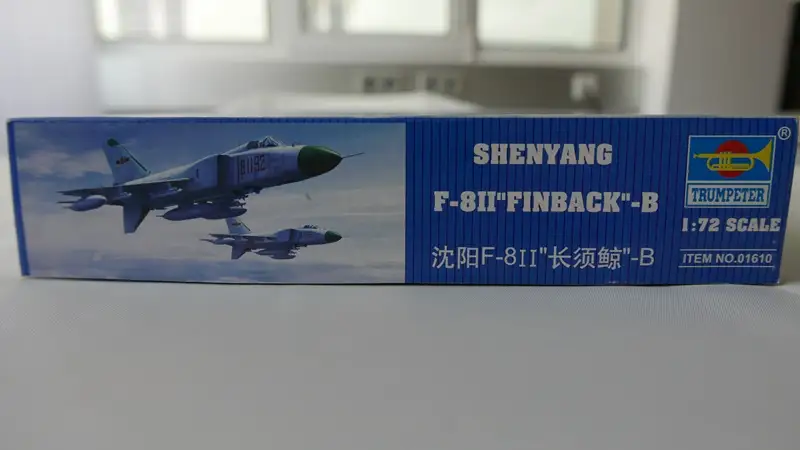 81192
SHENYANG
F-8II"FINBACK"-B
沈阳F-8II"长须鲸"-B
®
TRUMPETER
1:72 SCALE
ITEM NO.01610